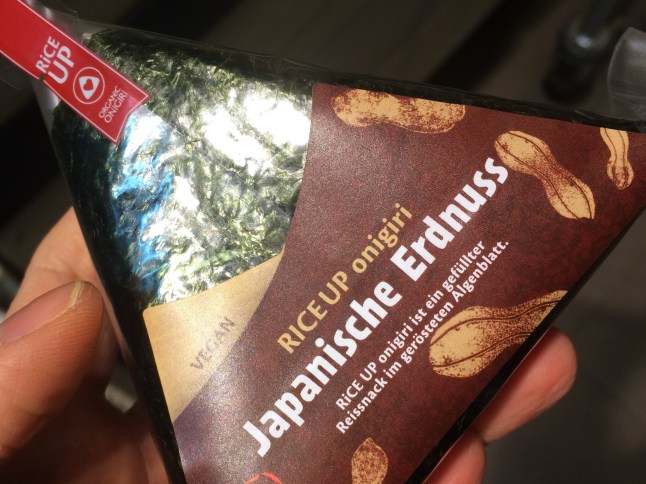 RiCE
UP
ORGANIC
ONIGIRI
VEGAN
RICE UP onigiri
Japanische Erdnuss
RiCE UP onigiri ist ein gefüllter
Reissnack im gerösteten Algenblatt.